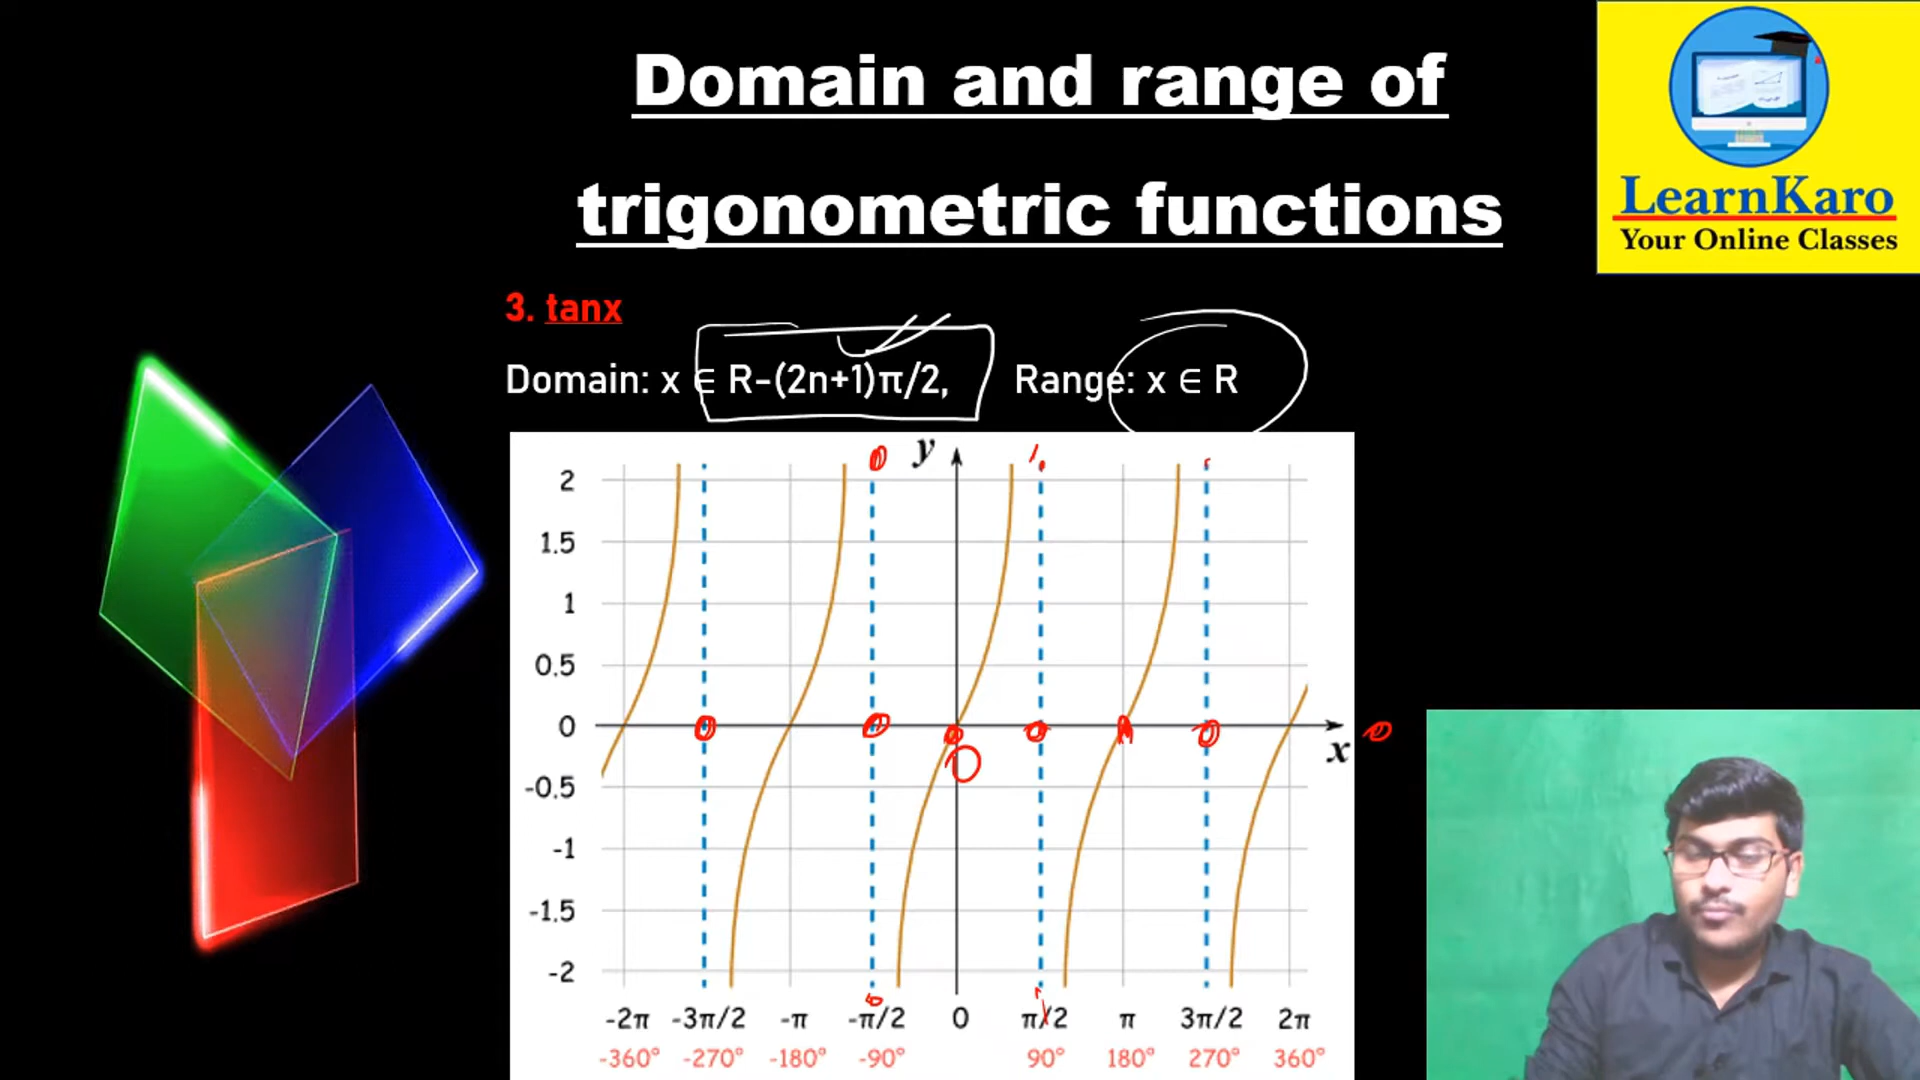 Domain and range of
trigonometric functions
LearnKaro
Your Online Classes
3. tanx
Domain: x ∈ R-(2n+1)π/2, Range: x ∈ R
y
2
1.5
1
0.5
0
-0.5
-1
-1.5
-2
x
-2π -3π/2 -π -π/2 0 π/2 π 3π/2 2π
-360° -270° -180° -90° 90° 180° 270° 360°